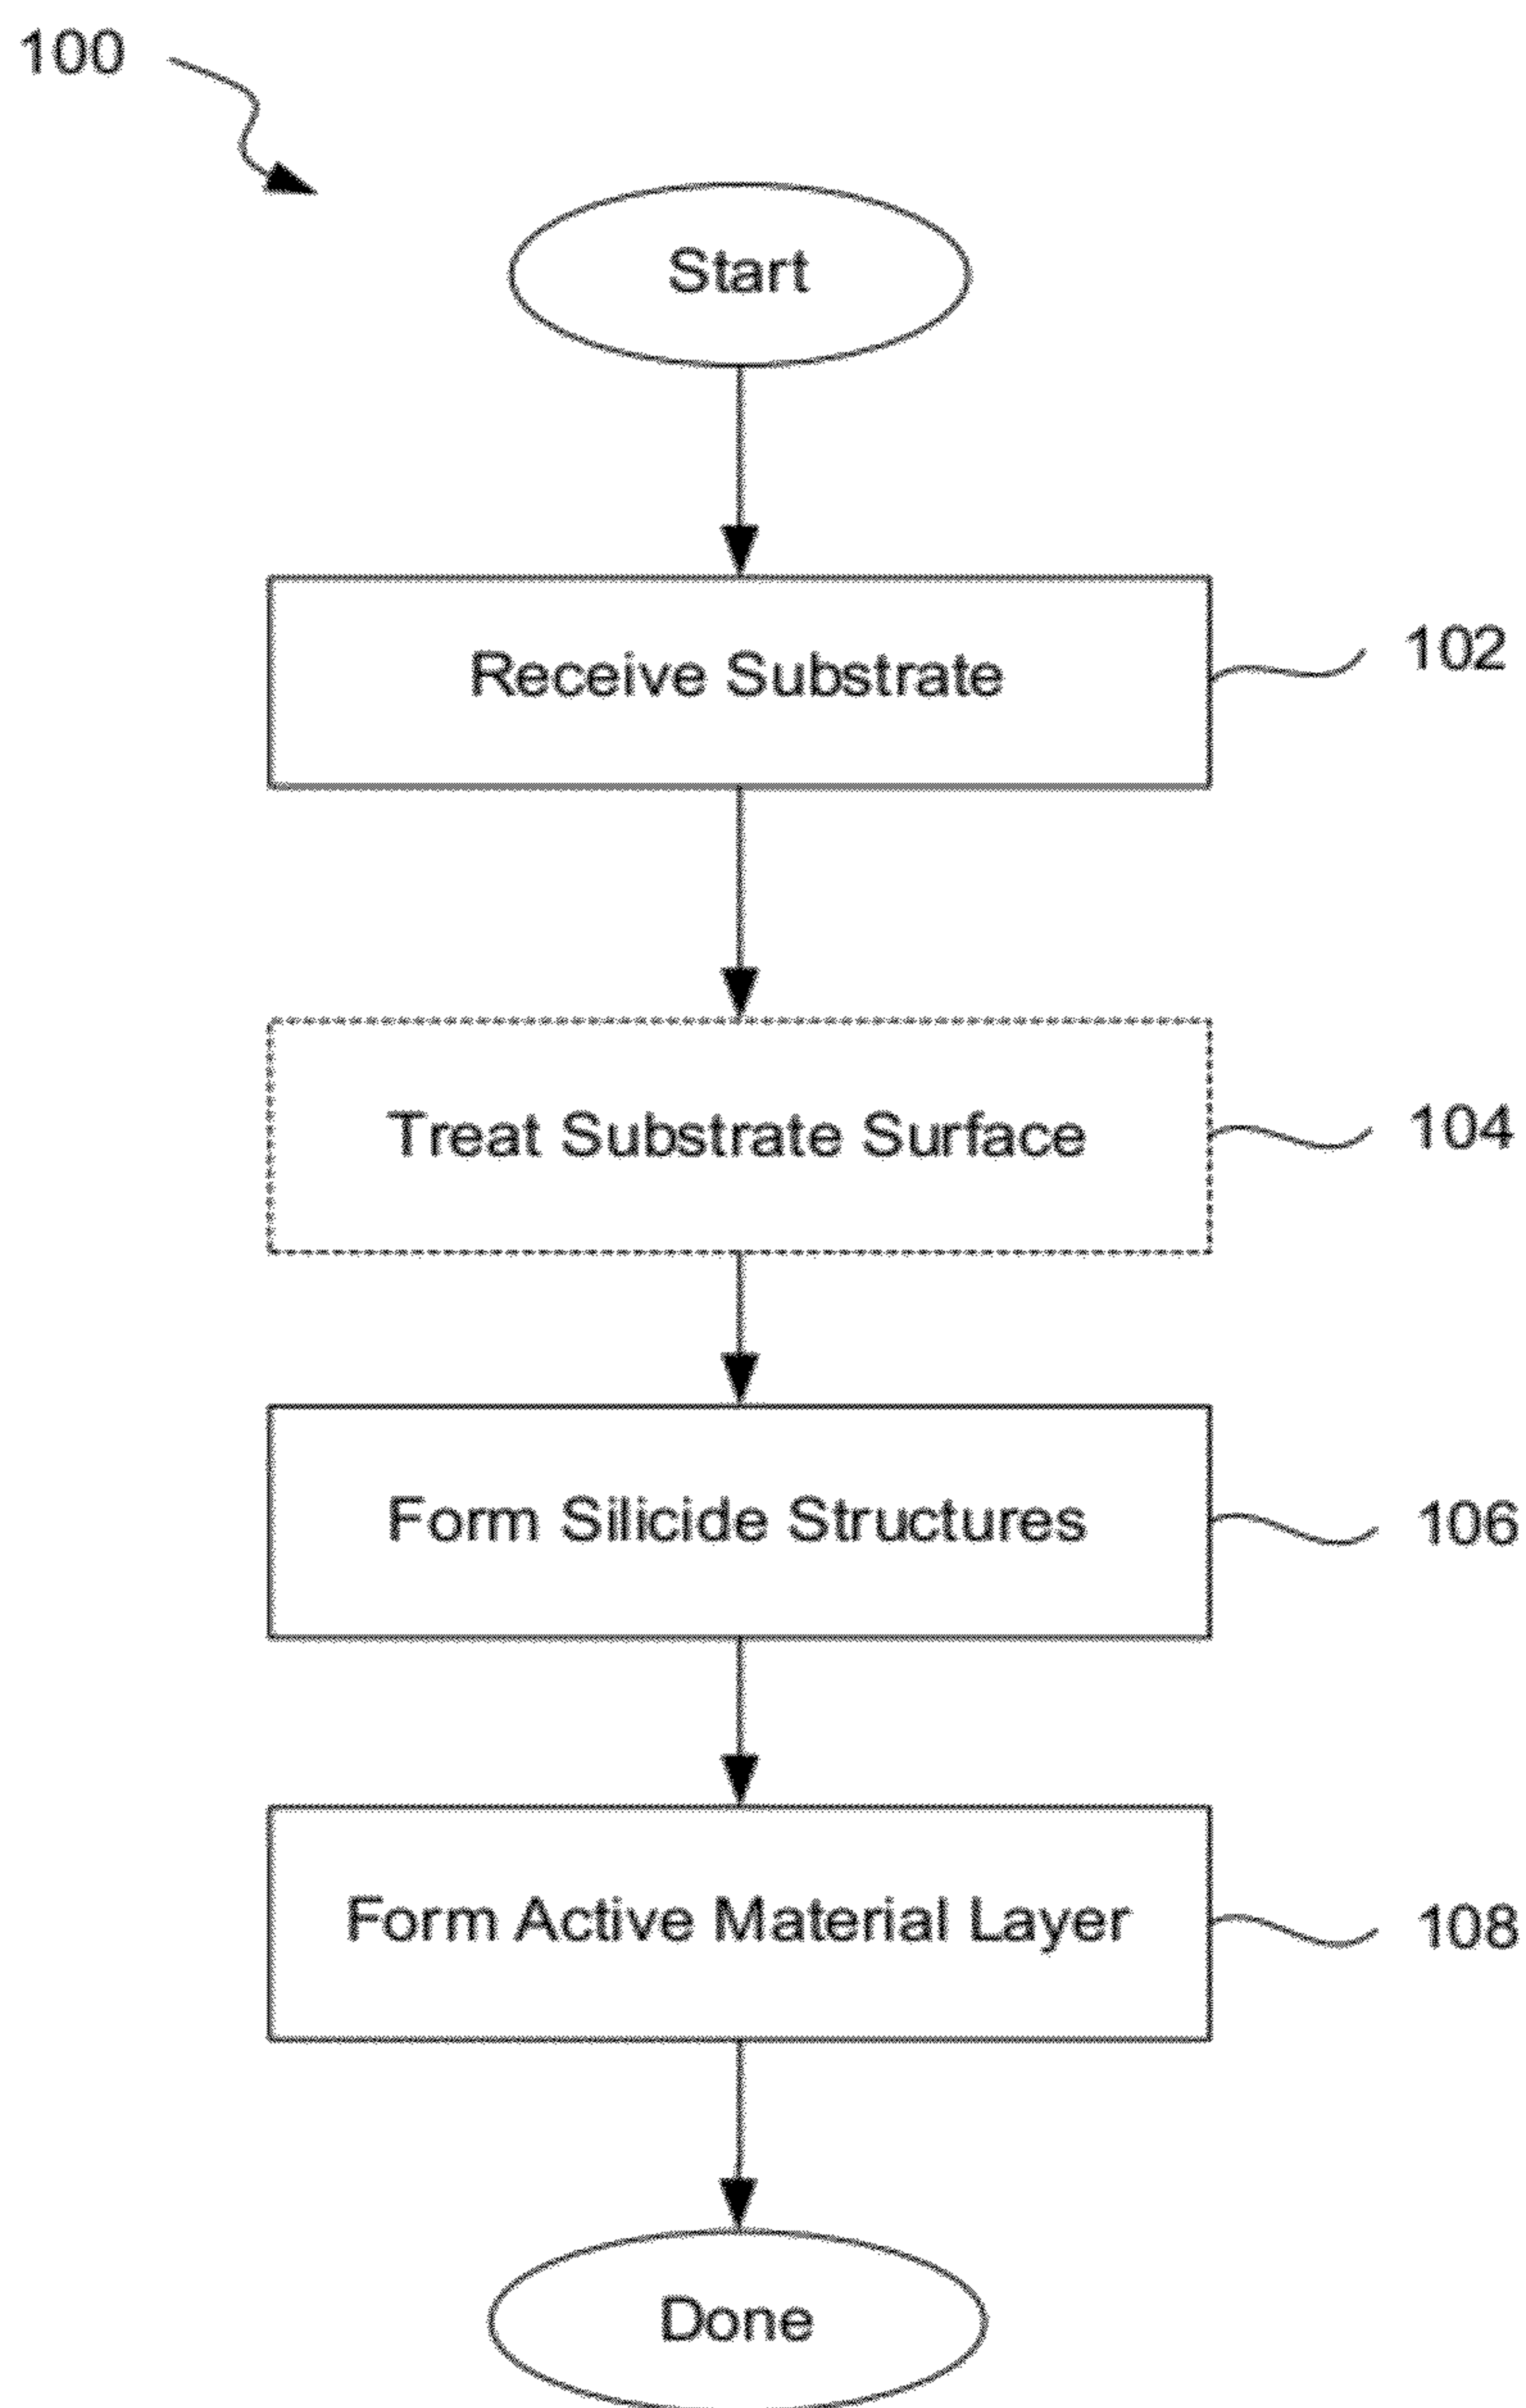 100
Start
Receive Substrate
102
Treat Substrate Surface
104
Form Silicide Structures
106
Form Active Material Layer
108
Done